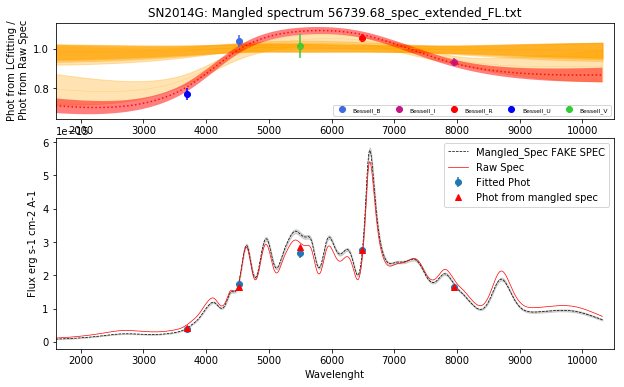 SN2014G: Mangled spectrum 56739.68_spec_extended_FL.txt
Phot from LCfitting /
Phot from Raw Spec
1.0
0.8
Bessell_B
Bessell_I
Bessell_R
Bessell_U
Bessell_V
2000 3000 4000 5000 6000 7000 8000 9000 10000
Flux erg s-1 cm-2 A-1
6
5
4
3
2
1
0
Mangled_Spec FAKE SPEC
Raw Spec
Fitted Phot
Phot from mangled spec
2000 3000 4000 5000 6000 7000 8000 9000 10000
Wavelenght